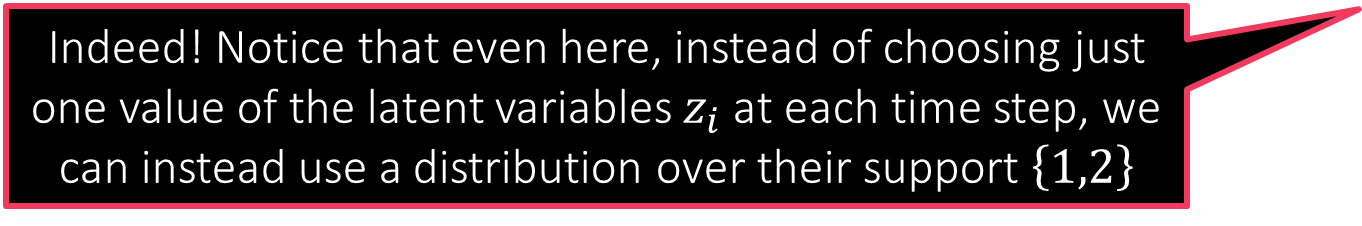 Indeed! Notice that even here, instead of choosing just
one value of the latent variables 𝑧ᵢ at each time step, we
can instead use a distribution over their support {1,2}